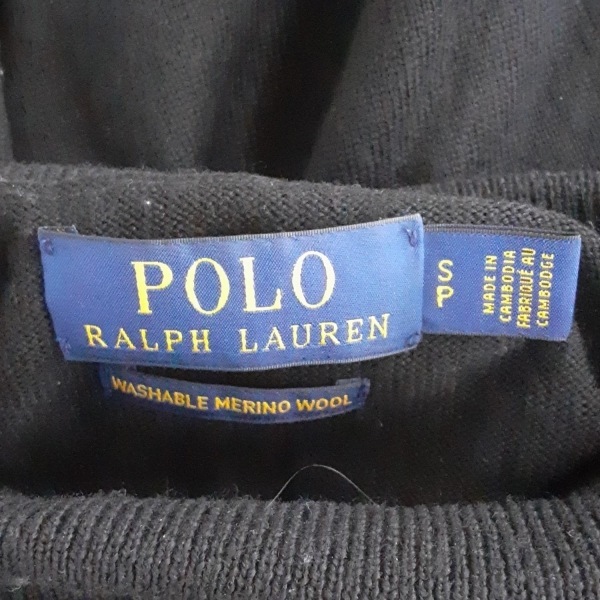 POLO
RALPH LAUREN
WASHABLE MERINO WOOL
S
P
MADE IN
CAMBODIA
FABRIQUÉ AU
CAMBODGE